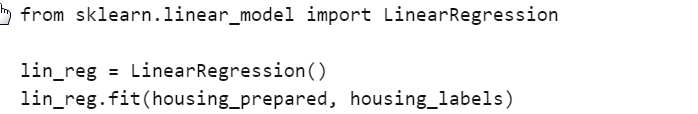 from sklearn.linear_model import LinearRegression
lin_reg = LinearRegression()
lin_reg.fit(housing_prepared, housing_labels)